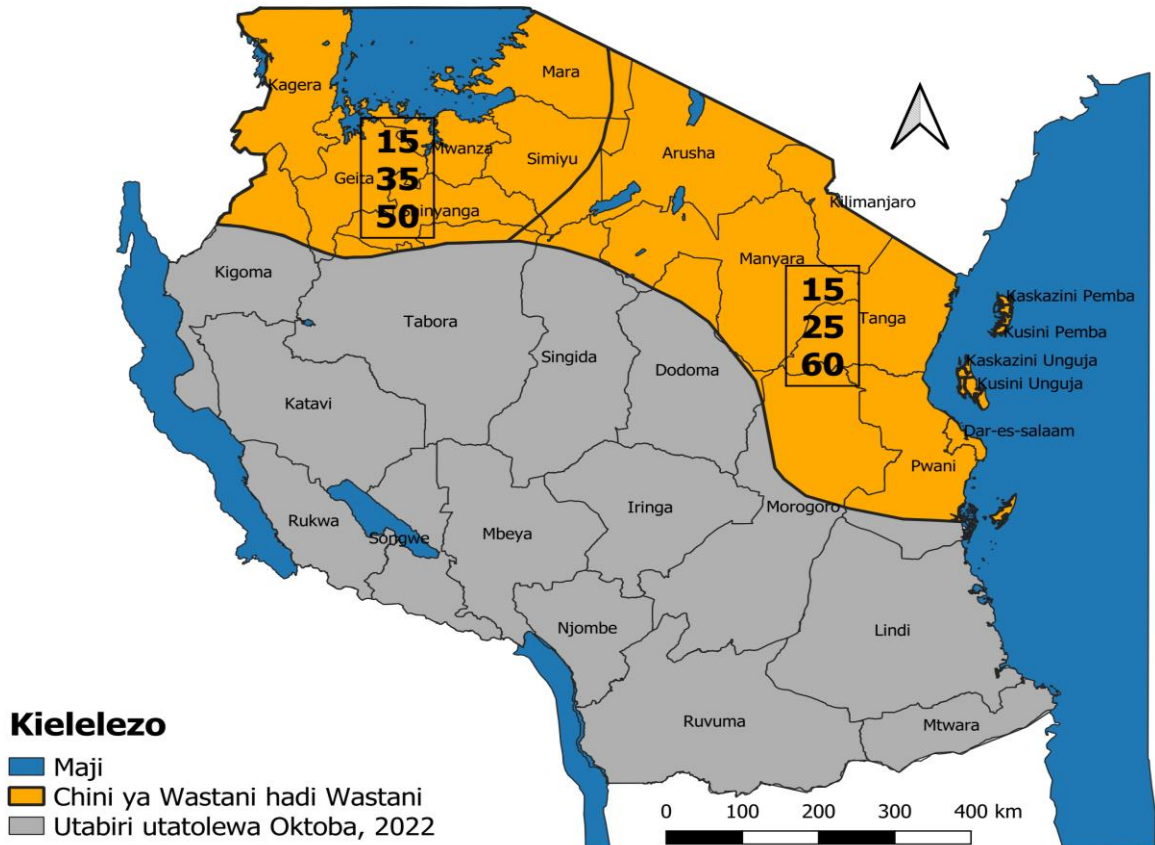 Mara
Kagera
15
35
50
Mwanza
Arusha
Simiyu
Geita
Shinyanga
Kilimanjaro
Kigoma
Manyara
15
25
60
Kaskazini Pemba
Tabora
Tanga
Kusini Pemba
Singida
Dodoma
Kaskazini Unguja
Kusini Unguja
Katavi
Dar-es-salaam
Pwani
Iringa
Morogoro
Rukwa
Mbeya
Songwe
Njombe
Lindi
Ruvuma
Mtwara
Kielelezo
Maji
Chini ya Wastani hadi Wastani
Utabiri utatolewa Oktoba, 2022
0 100 200 300 400 km